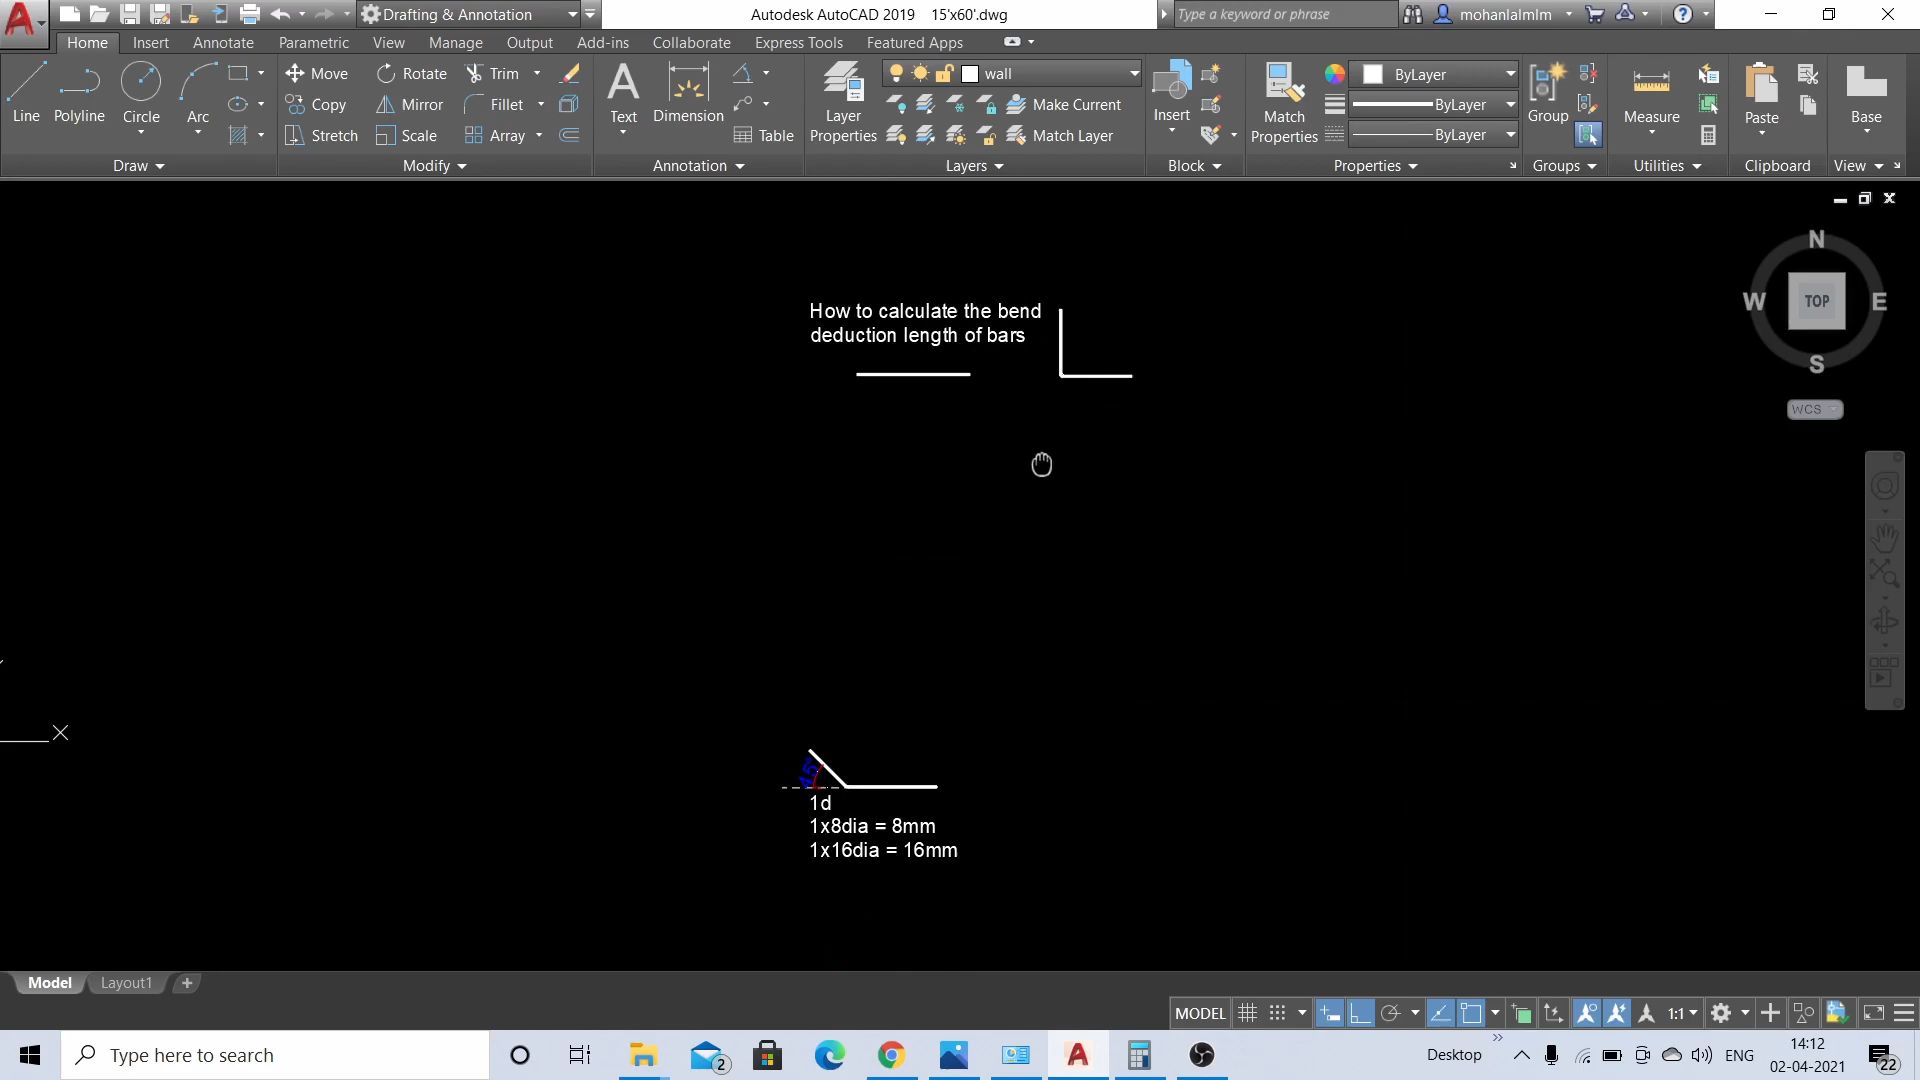 Drafting & Annotation
Autodesk AutoCAD 2019 15'x60'.dwg
Type a keyword or phrase
mohanlalmlm
Home Insert Annotate Parametric View Manage Output Add-ins Collaborate Express Tools Featured Apps
Line Polyline Circle Arc
Move Rotate Trim
Copy Mirror Fillet
Stretch Scale Array
Text Dimension Table
Layer Properties
wall
Make Current
Match Layer
Insert
Match Properties
ByLayer
ByLayer
ByLayer
Group
Measure
Paste
Base
Draw Modify Annotation Layers Block Properties Groups Utilities Clipboard View
N
W TOP E
S
WCS
How to calculate the bend
deduction length of bars
45°
1d
1x8dia = 8mm
1x16dia = 16mm
X
Model Layout1
MODEL 1:1
Type here to search
2
Desktop
ENG
14:12
02-04-2021
22